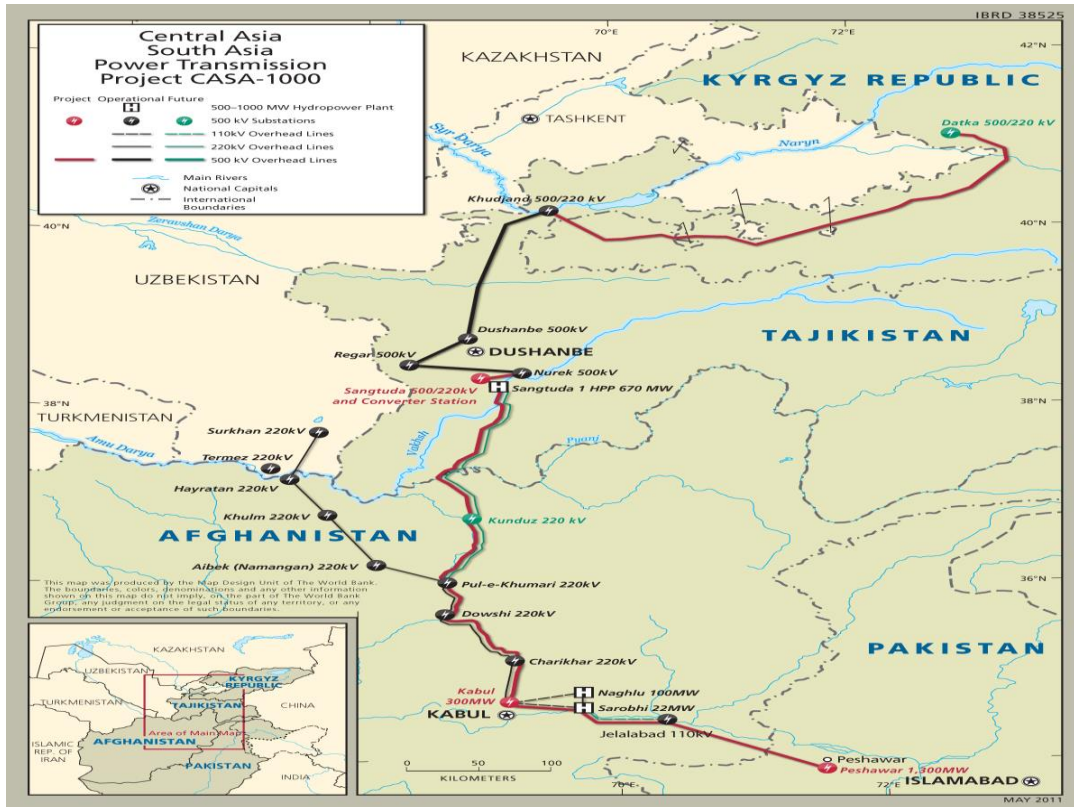 IBRD 38525
Central Asia
South Asia
Power Transmission
Project CASA-1000
Project Operational Future
H 500–1000 MW Hydropower Plant
500 kV Substations
110kV Overhead Lines
220kV Overhead Lines
500 kV Overhead Lines
Main Rivers
National Capitals
International
Boundaries
70°E
72°E
42°N
KAZAKHSTAN
KYRGYZ REPUBLIC
TASHKENT
Datka 500/220 kV
Syr Darya
Naryn
Khudjand 500/220 kV
40°N
40°N
Zeravshan Darya
UZBEKISTAN
TAJIKISTAN
Dushanbe 500kV
DUSHANBE
Regar 500kV
Nurek 500kV
Sangtuda 500/220kV
and Converter Station
H
Sangtuda 1 HPP 670 MW
38°N
38°N
TURKMENISTAN
Surkhan 220kV
Vakhsh
Pyanj
Amu Darya
Termez 220kV
Hayratan 220kV
Khulm 220kV
Kunduz 220 kV
AFGHANISTAN
Aibek (Namangan) 220kV
Pul-e-Khumari 220kV
36°N
This map was produced by the Map Design Unit of The World Bank.
The boundaries, colors, denominations and any other information
shown on this map do not imply, on the part of The World Bank
Group, any judgment on the legal status of any territory, or any
endorsement or acceptance of such boundaries.
Dowshi 220kV
PAKISTAN
Charikhar 220kV
Kabul
300MW
H Naghlu 100MW
H Sarobhi 22MW
KABUL
Jelalabad 110kV
Peshawar
Peshawar 1,300MW
ISLAMABAD
0 50 100
KILOMETERS
70°E
72°E
KAZAKHSTAN
UZBEKISTAN
KYRGYZ
REPUBLIC
TURKMENISTAN
TAJIKISTAN
CHINA
Area of Main Map
ISLAMIC
REP. OF
IRAN
AFGHANISTAN
PAKISTAN
INDIA
MAY 2011